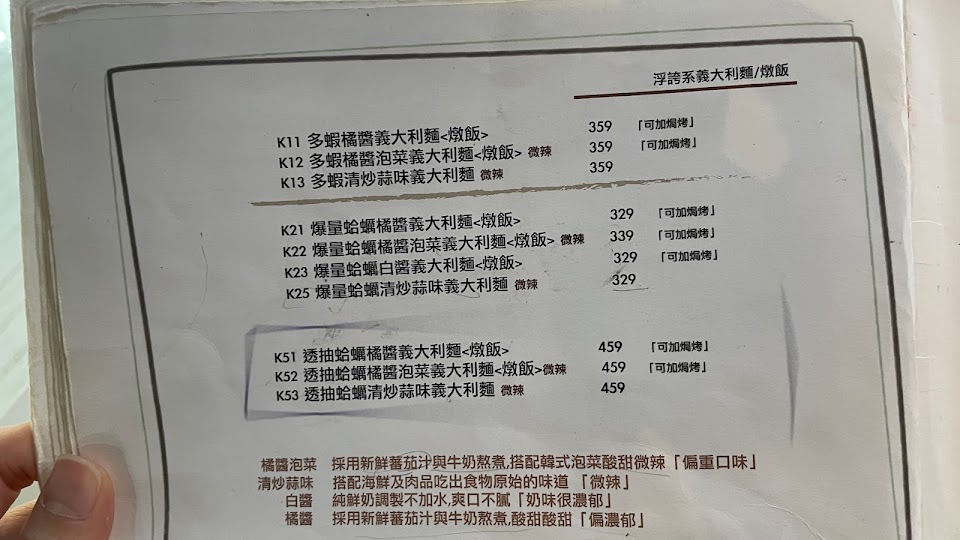 浮誇系義大利麵/燉飯
K11 多蝦橘醬義大利麵<燉飯> 359 「可加焗烤」
K12 多蝦橘醬泡菜義大利麵<燉飯> 微辣 359 「可加焗烤」
K13 多蝦清炒蒜味義大利麵 微辣 359
K21 爆量蛤蠣橘醬義大利麵<燉飯> 329 「可加焗烤」
K22 爆量蛤蠣橘醬泡菜義大利麵<燉飯> 微辣 339 「可加焗烤」
K23 爆量蛤蠣白醬義大利麵<燉飯> 329 「可加焗烤」
K25 爆量蛤蠣清炒蒜味義大利麵 微辣 329
K51 透抽蛤蠣橘醬義大利麵<燉飯> 459 「可加焗烤」
K52 透抽蛤蠣橘醬泡菜義大利麵<燉飯>微辣 459 「可加焗烤」
K53 透抽蛤蠣清炒蒜味義大利麵 微辣 459
橘醬泡菜 採用新鮮蕃茄汁與牛奶熬煮,搭配韓式泡菜酸甜微辣「偏重口味」
清炒蒜味 搭配海鮮及肉品吃出食物原始的味道 「微辣」
白醬 純鮮奶調製不加水,爽口不膩「奶味很濃郁」
橘醬 採用新鮮蕃茄汁與牛奶熬煮,酸甜酸甜「偏濃郁」